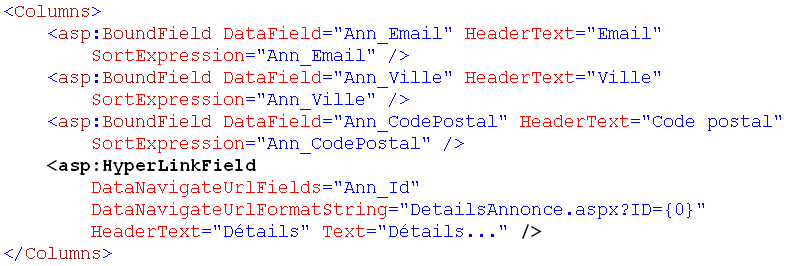 <Columns>
<asp:BoundField DataField="Ann_Email" HeaderText="Email"
SortExpression="Ann_Email" />
<asp:BoundField DataField="Ann_Ville" HeaderText="Ville"
SortExpression="Ann_Ville" />
<asp:BoundField DataField="Ann_CodePostal" HeaderText="Code postal"
SortExpression="Ann_CodePostal" />
<asp:HyperLinkField
DataNavigateUrlFields="Ann_Id"
DataNavigateUrlFormatString="DetailsAnnonce.aspx?ID={0}"
HeaderText="Détails" Text="Détails..." />
</Columns>